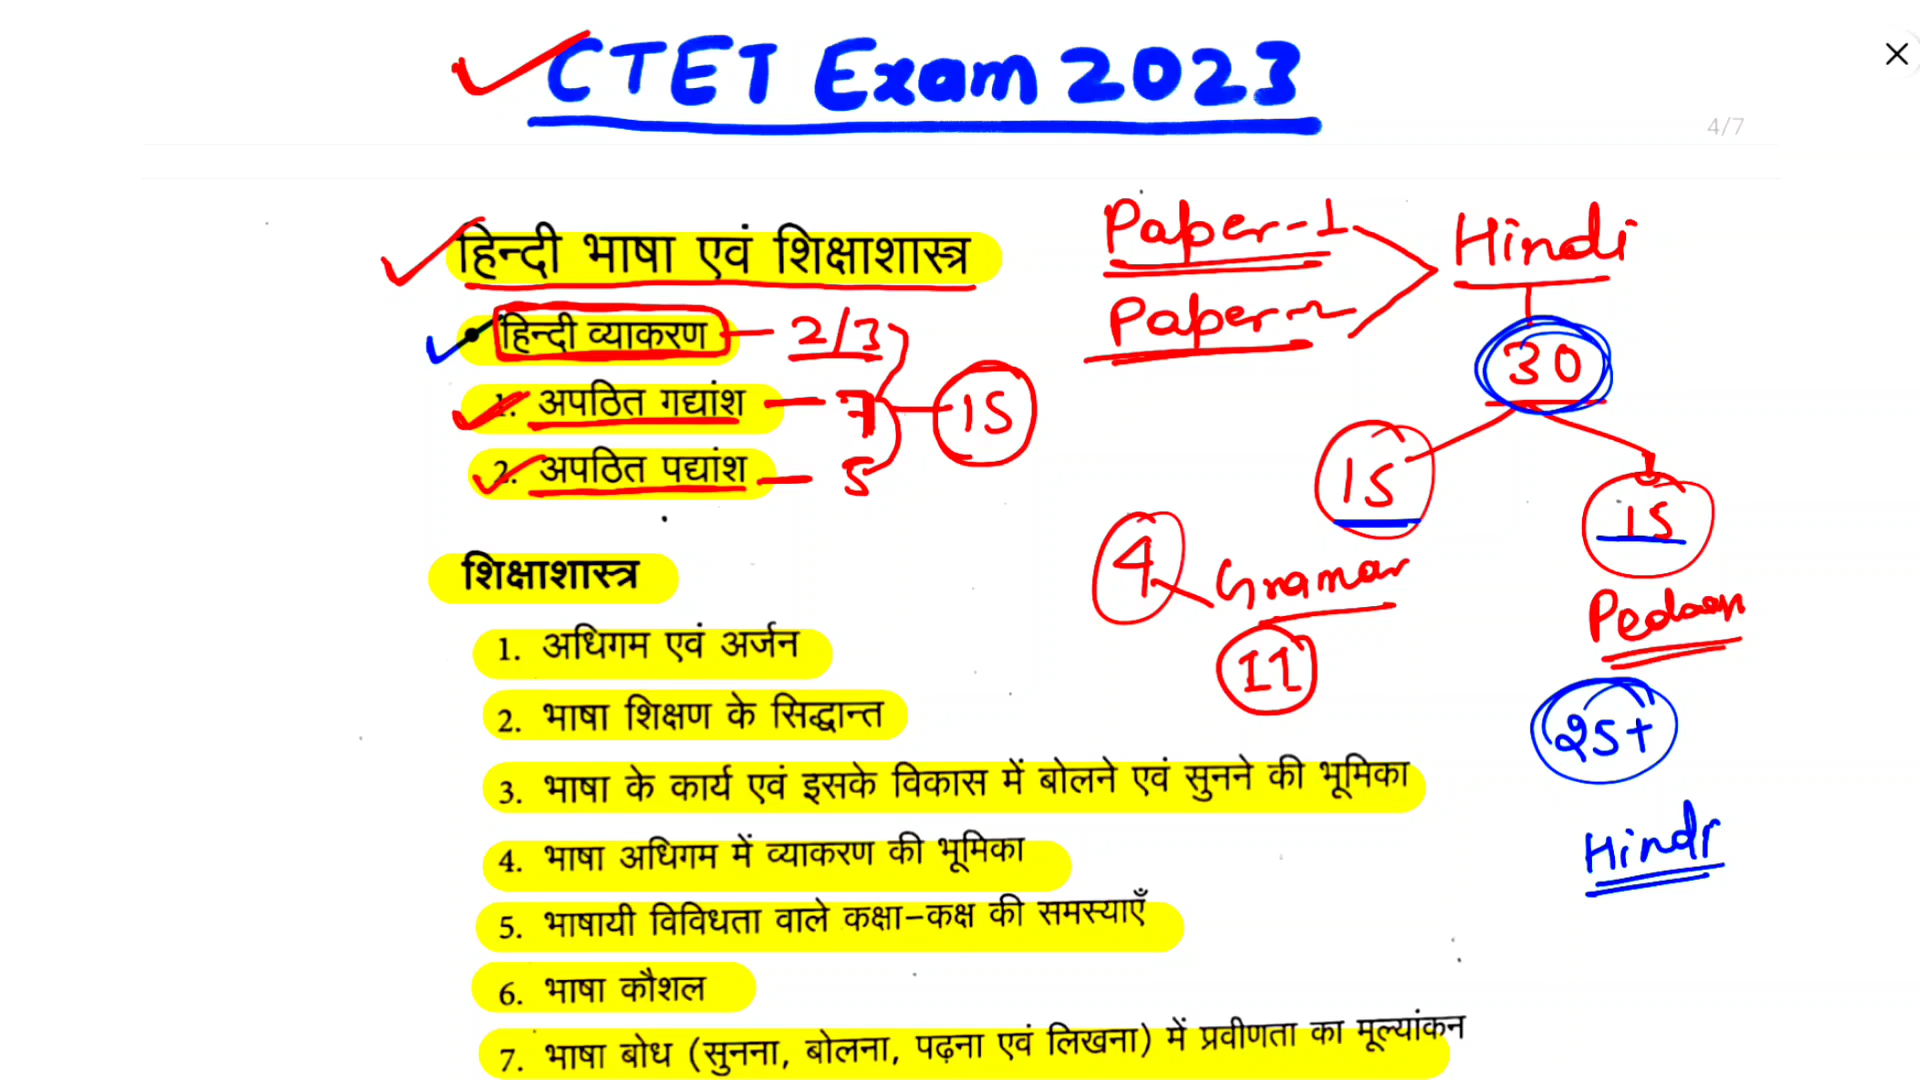 CTET Exam 2023
4/7
हिन्दी भाषा एवं शिक्षाशास्त्र
Paper-1
Hindi
हिन्दी व्याकरण
2/3
Paper-2
30
1. अपठित गद्यांश
7
15
2. अपठित पद्यांश
5
15
15
4
Gramar
शिक्षाशास्त्र
11
1. अधिगम एवं अर्जन
2. भाषा शिक्षण के सिद्धान्त
25+
3. भाषा के कार्य एवं इसके विकास में बोलने एवं सुनने की भूमिका
4. भाषा अधिगम में व्याकरण की भूमिका
Hindi
5. भाषायी विविधता वाले कक्षा-कक्ष की समस्याएँ
6. भाषा कौशल
7. भाषा बोध (सुनना, बोलना, पढ़ना एवं लिखना) में प्रवीणता का मूल्यांकन